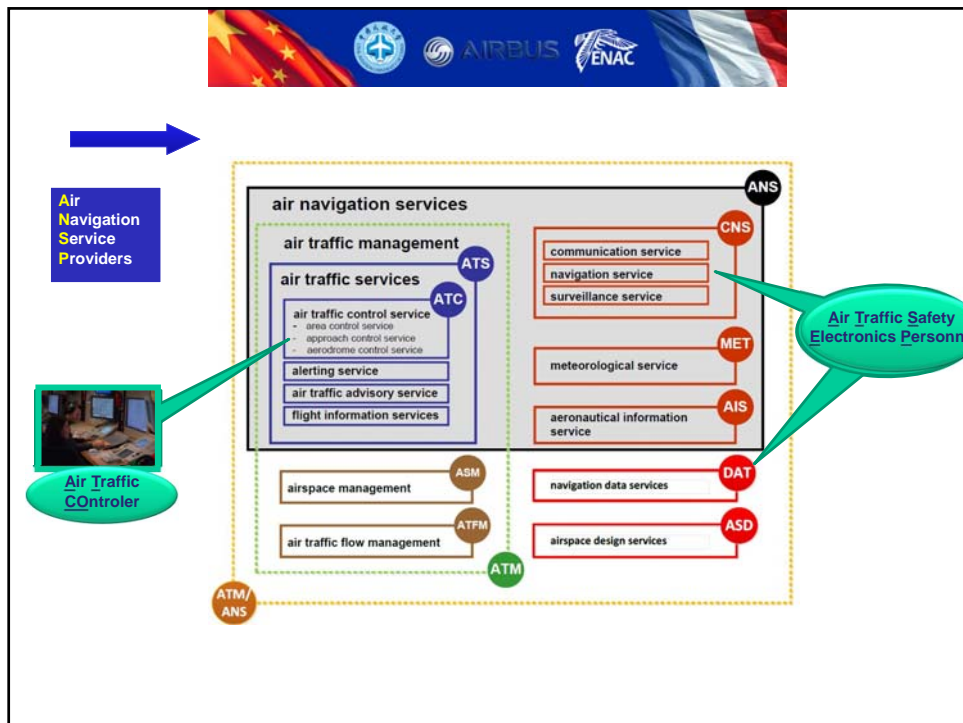 AIRBUS
ENAC
Air
Navigation
Service
Providers
ANS
air navigation services
CNS
air traffic management
communication service
ATS
navigation service
air traffic services
surveillance service
ATC
air traffic control service
- area control service
- approach control service
- aerodrome control service
Air Traffic Safety
Electronics Personn
MET
alerting service
meteorological service
air traffic advisory service
AIS
flight information services
aeronautical information
service
Air Traffic
COntroler
ASM
DAT
airspace management
navigation data services
ATFM
ASD
air traffic flow management
airspace design services
ATM
ATM/
ANS